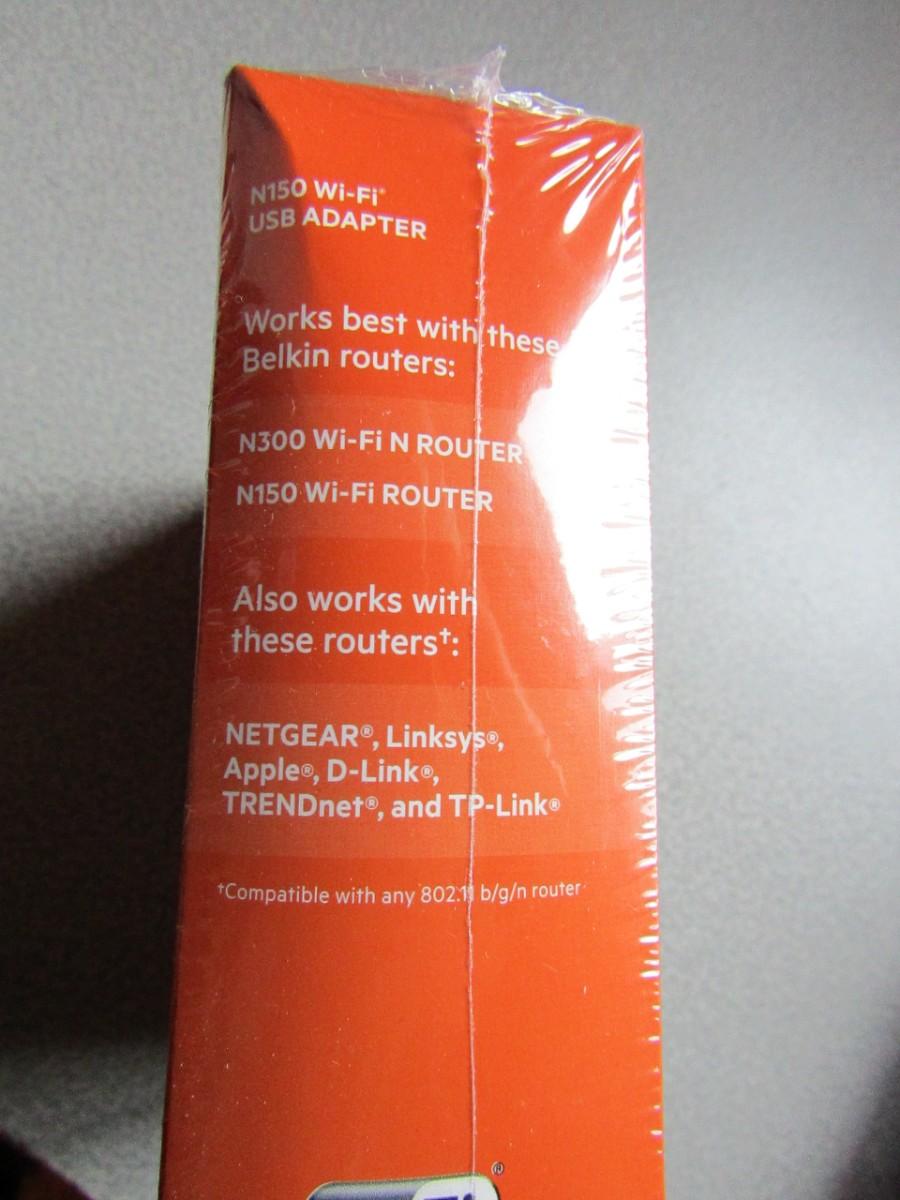 N150 Wi-Fi®
USB ADAPTER
Works best with these
Belkin routers:
N300 Wi-Fi N ROUTER
N150 Wi-Fi ROUTER
Also works with
these routers†:
NETGEAR®, Linksys®,
Apple®, D-Link®,
TRENDnet®, and TP-Link®
†Compatible with any 802.11 b/g/n router
®